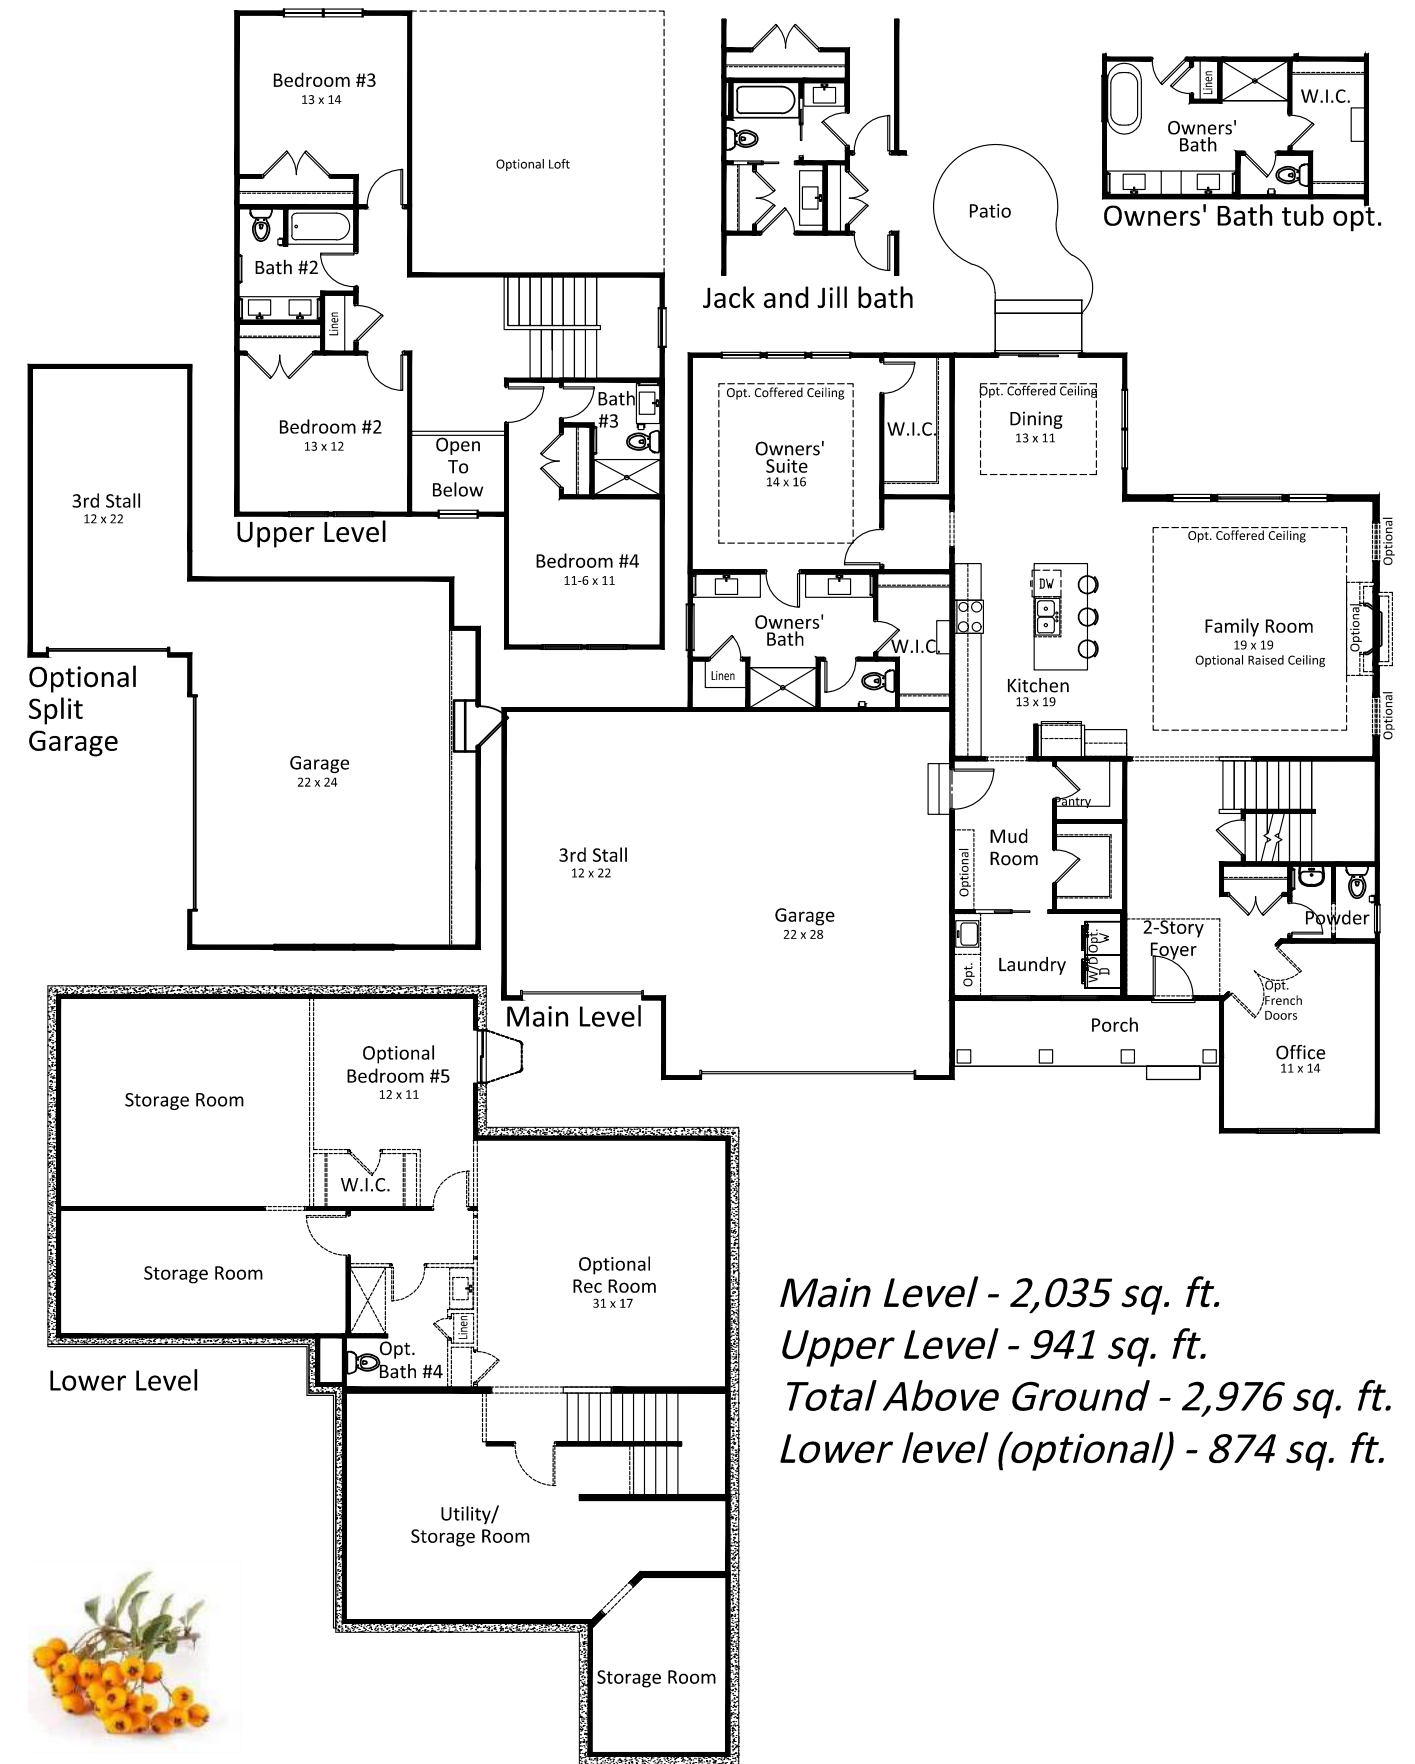 Bedroom #3
13 x 14
Optional Loft
Bath #2
Linen
Bedroom #2
13 x 12
Open
To
Below
Bath
#3
Bedroom #4
11-6 x 11
Upper Level
Jack and Jill bath
Linen
W.I.C.
Owners'
Bath
Owners' Bath tub opt.
3rd Stall
12 x 22
Optional
Split
Garage
Garage
22 x 24
Patio
Opt. Coffered Ceiling
Owners'
Suite
14 x 16
W.I.C.
Opt. Coffered Ceiling
Dining
13 x 11
Opt. Coffered Ceiling
Family Room
19 x 19
Optional Raised Ceiling
Optional
Optional
Optional
DW
Kitchen
13 x 19
Owners'
Bath
W.I.C.
Linen
3rd Stall
12 x 22
Garage
22 x 28
Main Level
Pantry
Mud
Room
Optional
Laundry
Opt.
W/D Opt.
W
D
2-Story
Foyer
Powder
Opt.
French
Doors
Porch
Office
11 x 14
Storage Room
Optional
Bedroom #5
12 x 11
W.I.C.
Storage Room
Optional
Rec Room
31 x 17
Linen
Opt.
Bath #4
Lower Level
Utility/
Storage Room
Storage Room
Main Level - 2,035 sq. ft.
Upper Level - 941 sq. ft.
Total Above Ground - 2,976 sq. ft.
Lower level (optional) - 874 sq. ft.